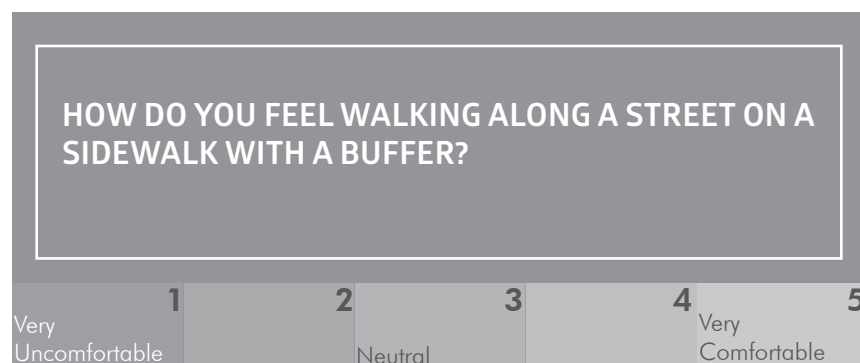 HOW DO YOU FEEL WALKING ALONG A STREET ON A
SIDEWALK WITH A BUFFER?
1 2 3 4 5
Very
Uncomfortable
Neutral
Very
Comfortable